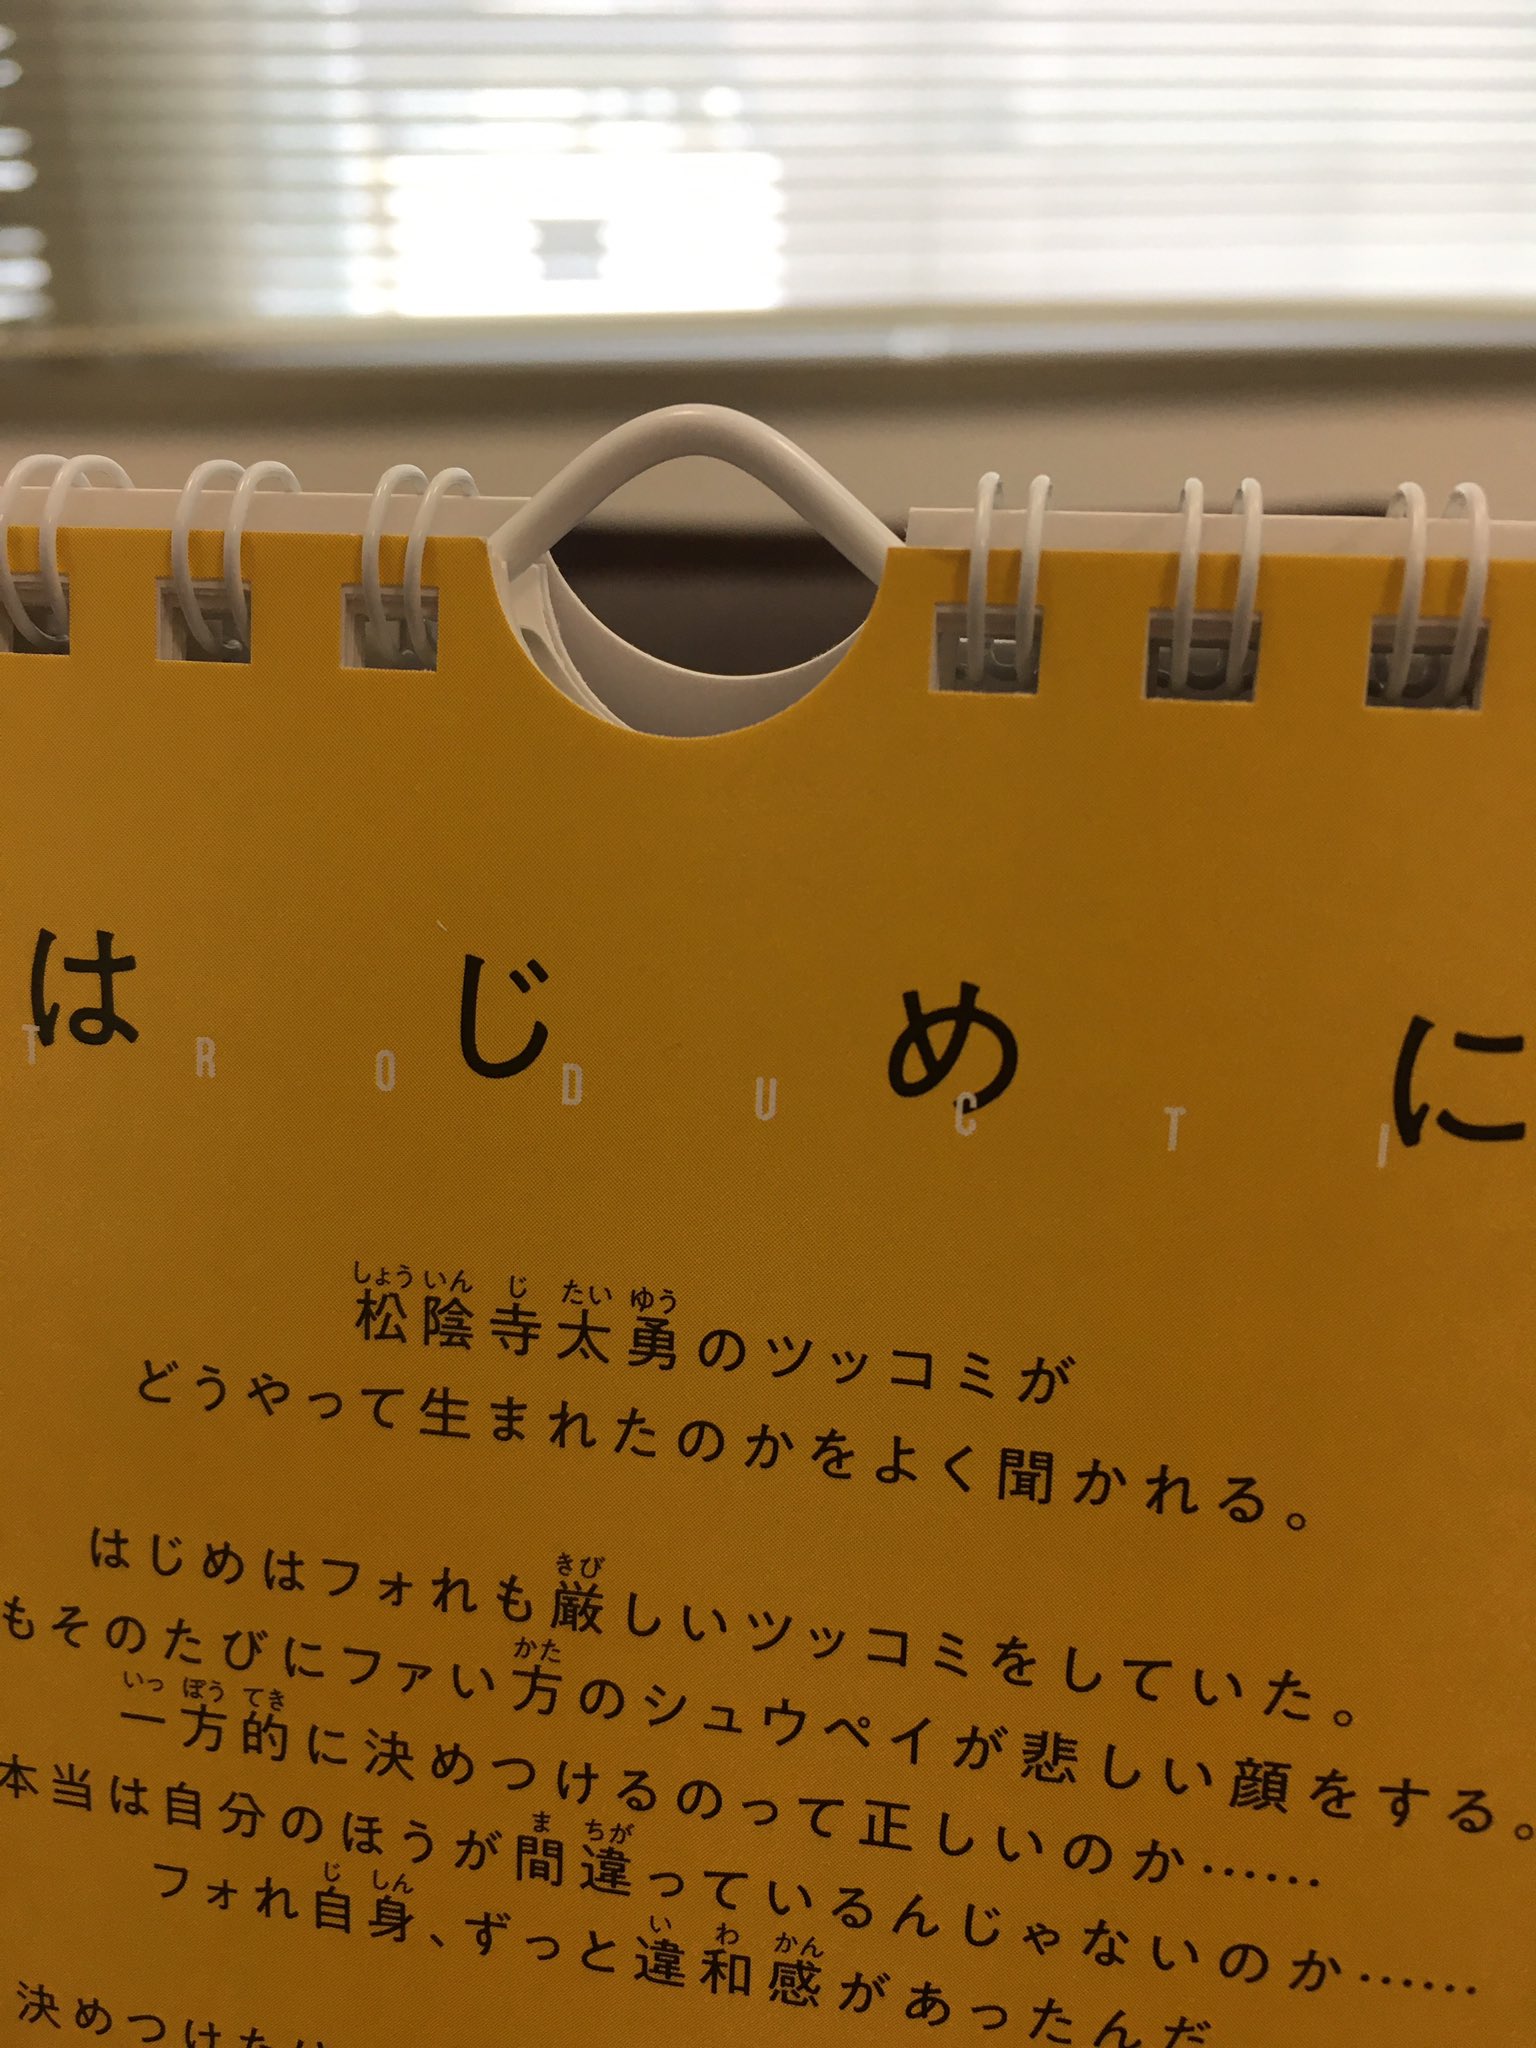 はじめに
TRODUCTI
松陰寺太勇のツッコミが
どうやって生まれたのかをよく聞かれる。
はじめはフォれも厳しいツッコミをしていた。
もそのたびにファい方のシュウペイが悲しい顔をする。
一方的に決めつけるのって正しいのか……
本当は自分のほうが間違っているんじゃないのか……
フォれ自身、ずっと違和感があったんだ
決めつけた